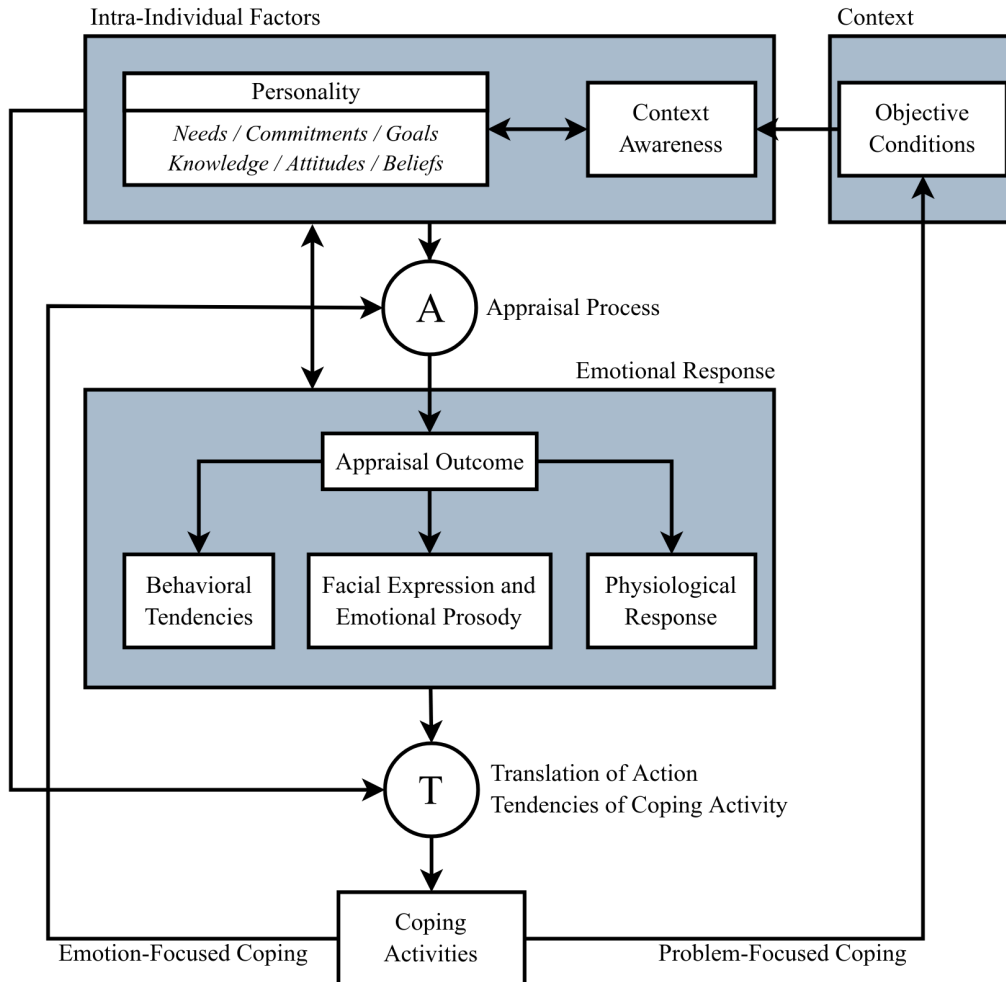 Intra-Individual Factors
Context
Personality
Needs / Commitments / Goals
Knowledge / Attitudes / Beliefs
Context
Awareness
Objective
Conditions
A
Appraisal Process
Emotional Response
Appraisal Outcome
Behavioral
Tendencies
Facial Expression and
Emotional Prosody
Physiological
Response
T
Translation of Action
Tendencies of Coping Activity
Coping
Activities
Emotion-Focused Coping
Problem-Focused Coping